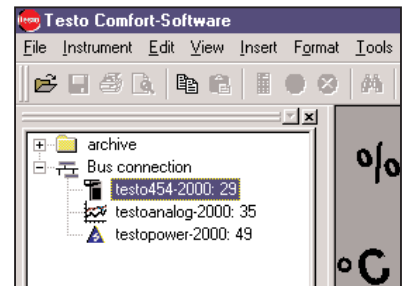 Testo Comfort-Software
File Instrument Edit View Insert Format Tools
archive
Bus connection
testo454-2000: 29
testoanalog-2000: 35
testopower-2000: 49
%
°C